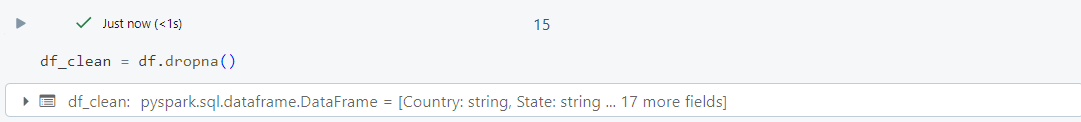 Just now (<1s)
15
df_clean = df.dropna()
df_clean: pyspark.sql.dataframe.DataFrame = [Country: string, State: string ... 17 more fields]